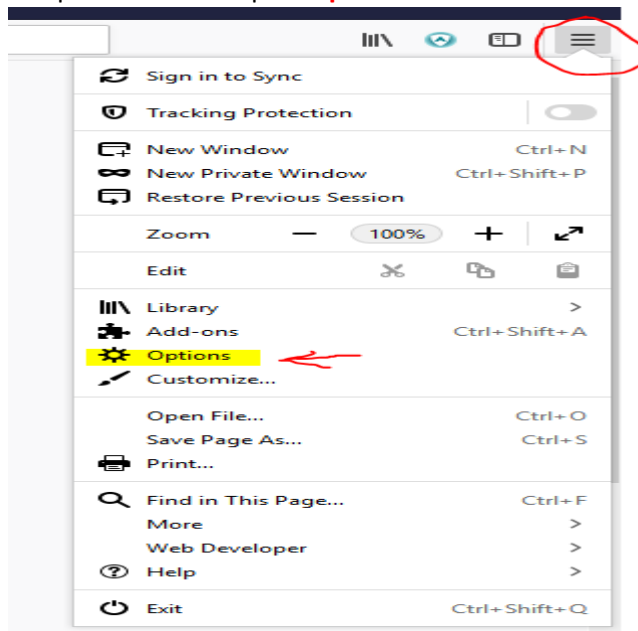 Sign in to Sync
Tracking Protection
New Window Ctrl+N
New Private Window Ctrl+Shift+P
Restore Previous Session
Zoom — 100% +
Edit
Library >
Add-ons Ctrl+Shift+A
Options
Customize...
Open File... Ctrl+O
Save Page As... Ctrl+S
Print...
Find in This Page... Ctrl+F
More >
Web Developer >
Help >
Exit Ctrl+Shift+Q